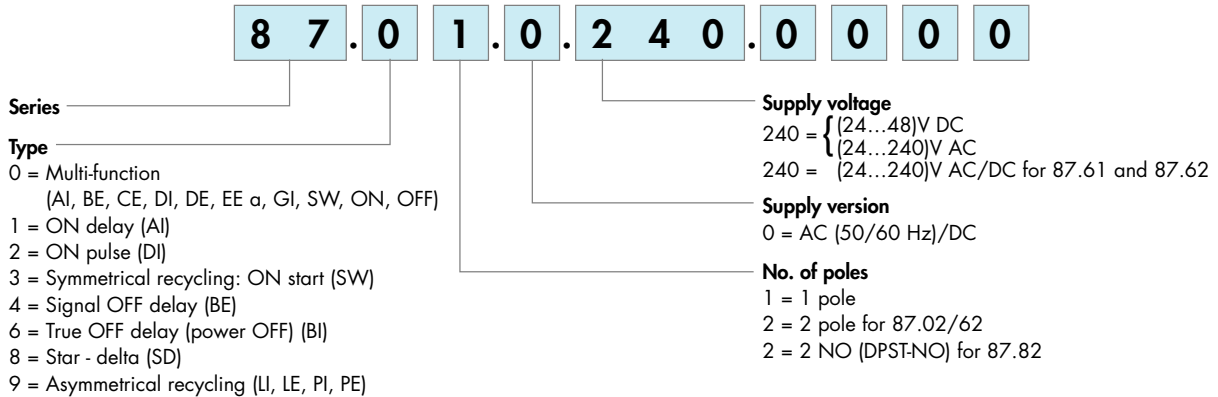 8 7 . 0 1 . 0 . 2 4 0 . 0 0 0 0
Series
Type
0 = Multi-function
(AI, BE, CE, DI, DE, EE a, GI, SW, ON, OFF)
1 = ON delay (AI)
2 = ON pulse (DI)
3 = Symmetrical recycling: ON start (SW)
4 = Signal OFF delay (BE)
6 = True OFF delay (power OFF) (BI)
8 = Star - delta (SD)
9 = Asymmetrical recycling (LI, LE, PI, PE)
Supply voltage
240 = { (24...48)V DC
(24...240)V AC
240 = (24...240)V AC/DC for 87.61 and 87.62
Supply version
0 = AC (50/60 Hz)/DC
No. of poles
1 = 1 pole
2 = 2 pole for 87.02/62
2 = 2 NO (DPST-NO) for 87.82